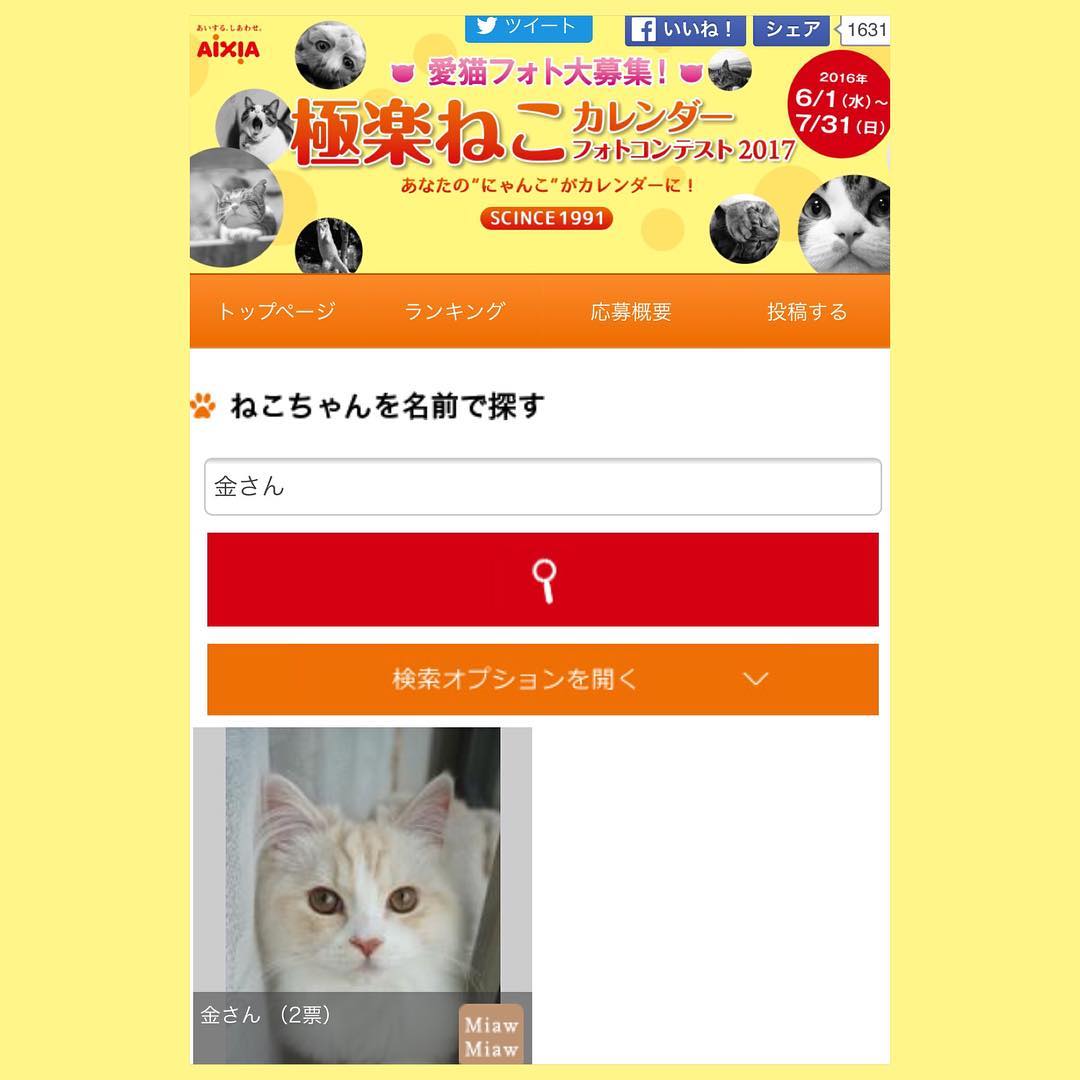 あいする。しあわせ。
AIXIA
ツイート
いいね！
シェア
1631
愛猫フォト大募集！
極楽ねこ
カレンダー
フォトコンテスト2017
あなたの“にゃんこ”がカレンダーに！
SCINCE 1991
2016年
6/1(水)～
7/31(日)
トップページ
ランキング
応募概要
投稿する
ねこちゃんを名前で探す
金さん
検索オプションを開く
金さん （2票）
Miaw
Miaw